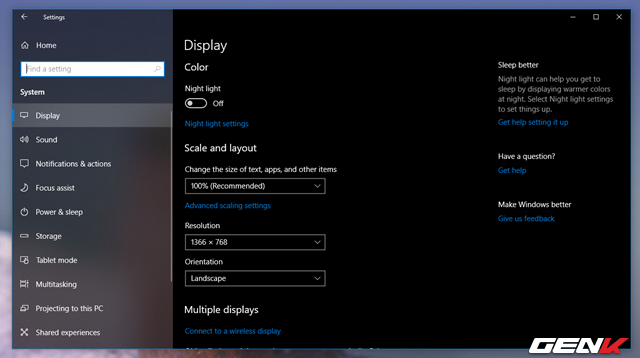 Settings
Home
Find a setting
System
Display
Sound
Notifications & actions
Focus assist
Power & sleep
Storage
Tablet mode
Multitasking
Projecting to this PC
Shared experiences
Display
Color
Night light
Off
Night light settings
Scale and layout
Change the size of text, apps, and other items
100% (Recommended)
Advanced scaling settings
Resolution
1366 × 768
Orientation
Landscape
Multiple displays
Connect to a wireless display
Sleep better
Night light can help you get to
sleep by displaying warmer colors
at night. Select Night light settings
to set things up.
Get help setting it up
Have a question?
Get help
Make Windows better
Give us feedback
GENK